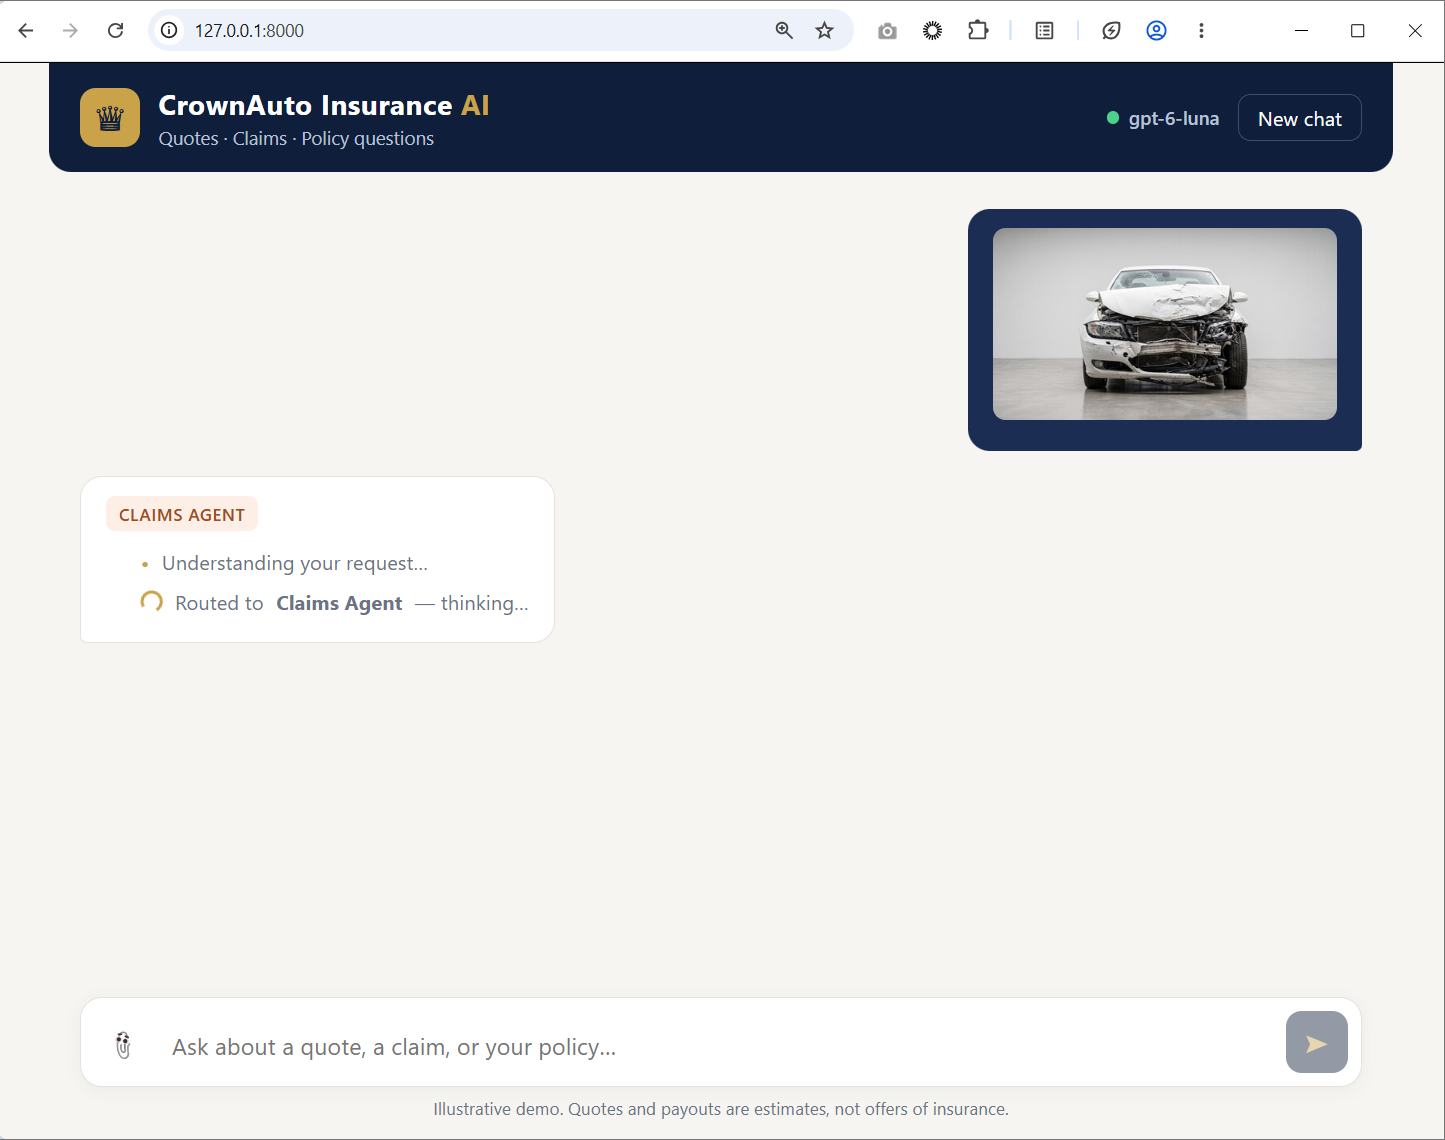 127.0.0.1:8000
CrownAuto Insurance AI
Quotes · Claims · Policy questions
gpt-6-luna
New chat
CLAIMS AGENT
• Understanding your request...
Routed to Claims Agent — thinking...
Ask about a quote, a claim, or your policy...
Illustrative demo. Quotes and payouts are estimates, not offers of insurance.